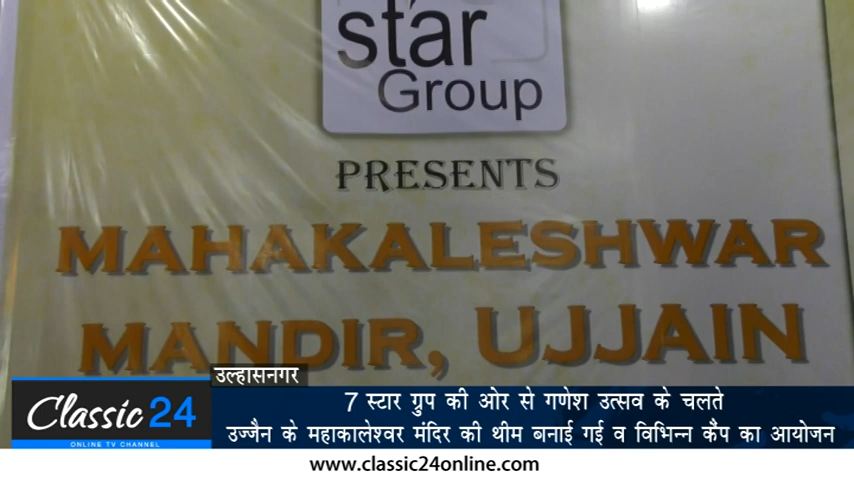 star
Group
PRESENTS
MAHAKALESHWAR
MANDIR, UJJAIN
उल्हासनगर
Classic 24
ONLINE TV CHANNEL
7 स्टार ग्रुप की ओर से गणेश उत्सव के चलते
उज्जैन के महाकालेश्वर मंदिर की थीम बनाई गई व विभिन्न कैंप का आयोजन
www.classic24online.com